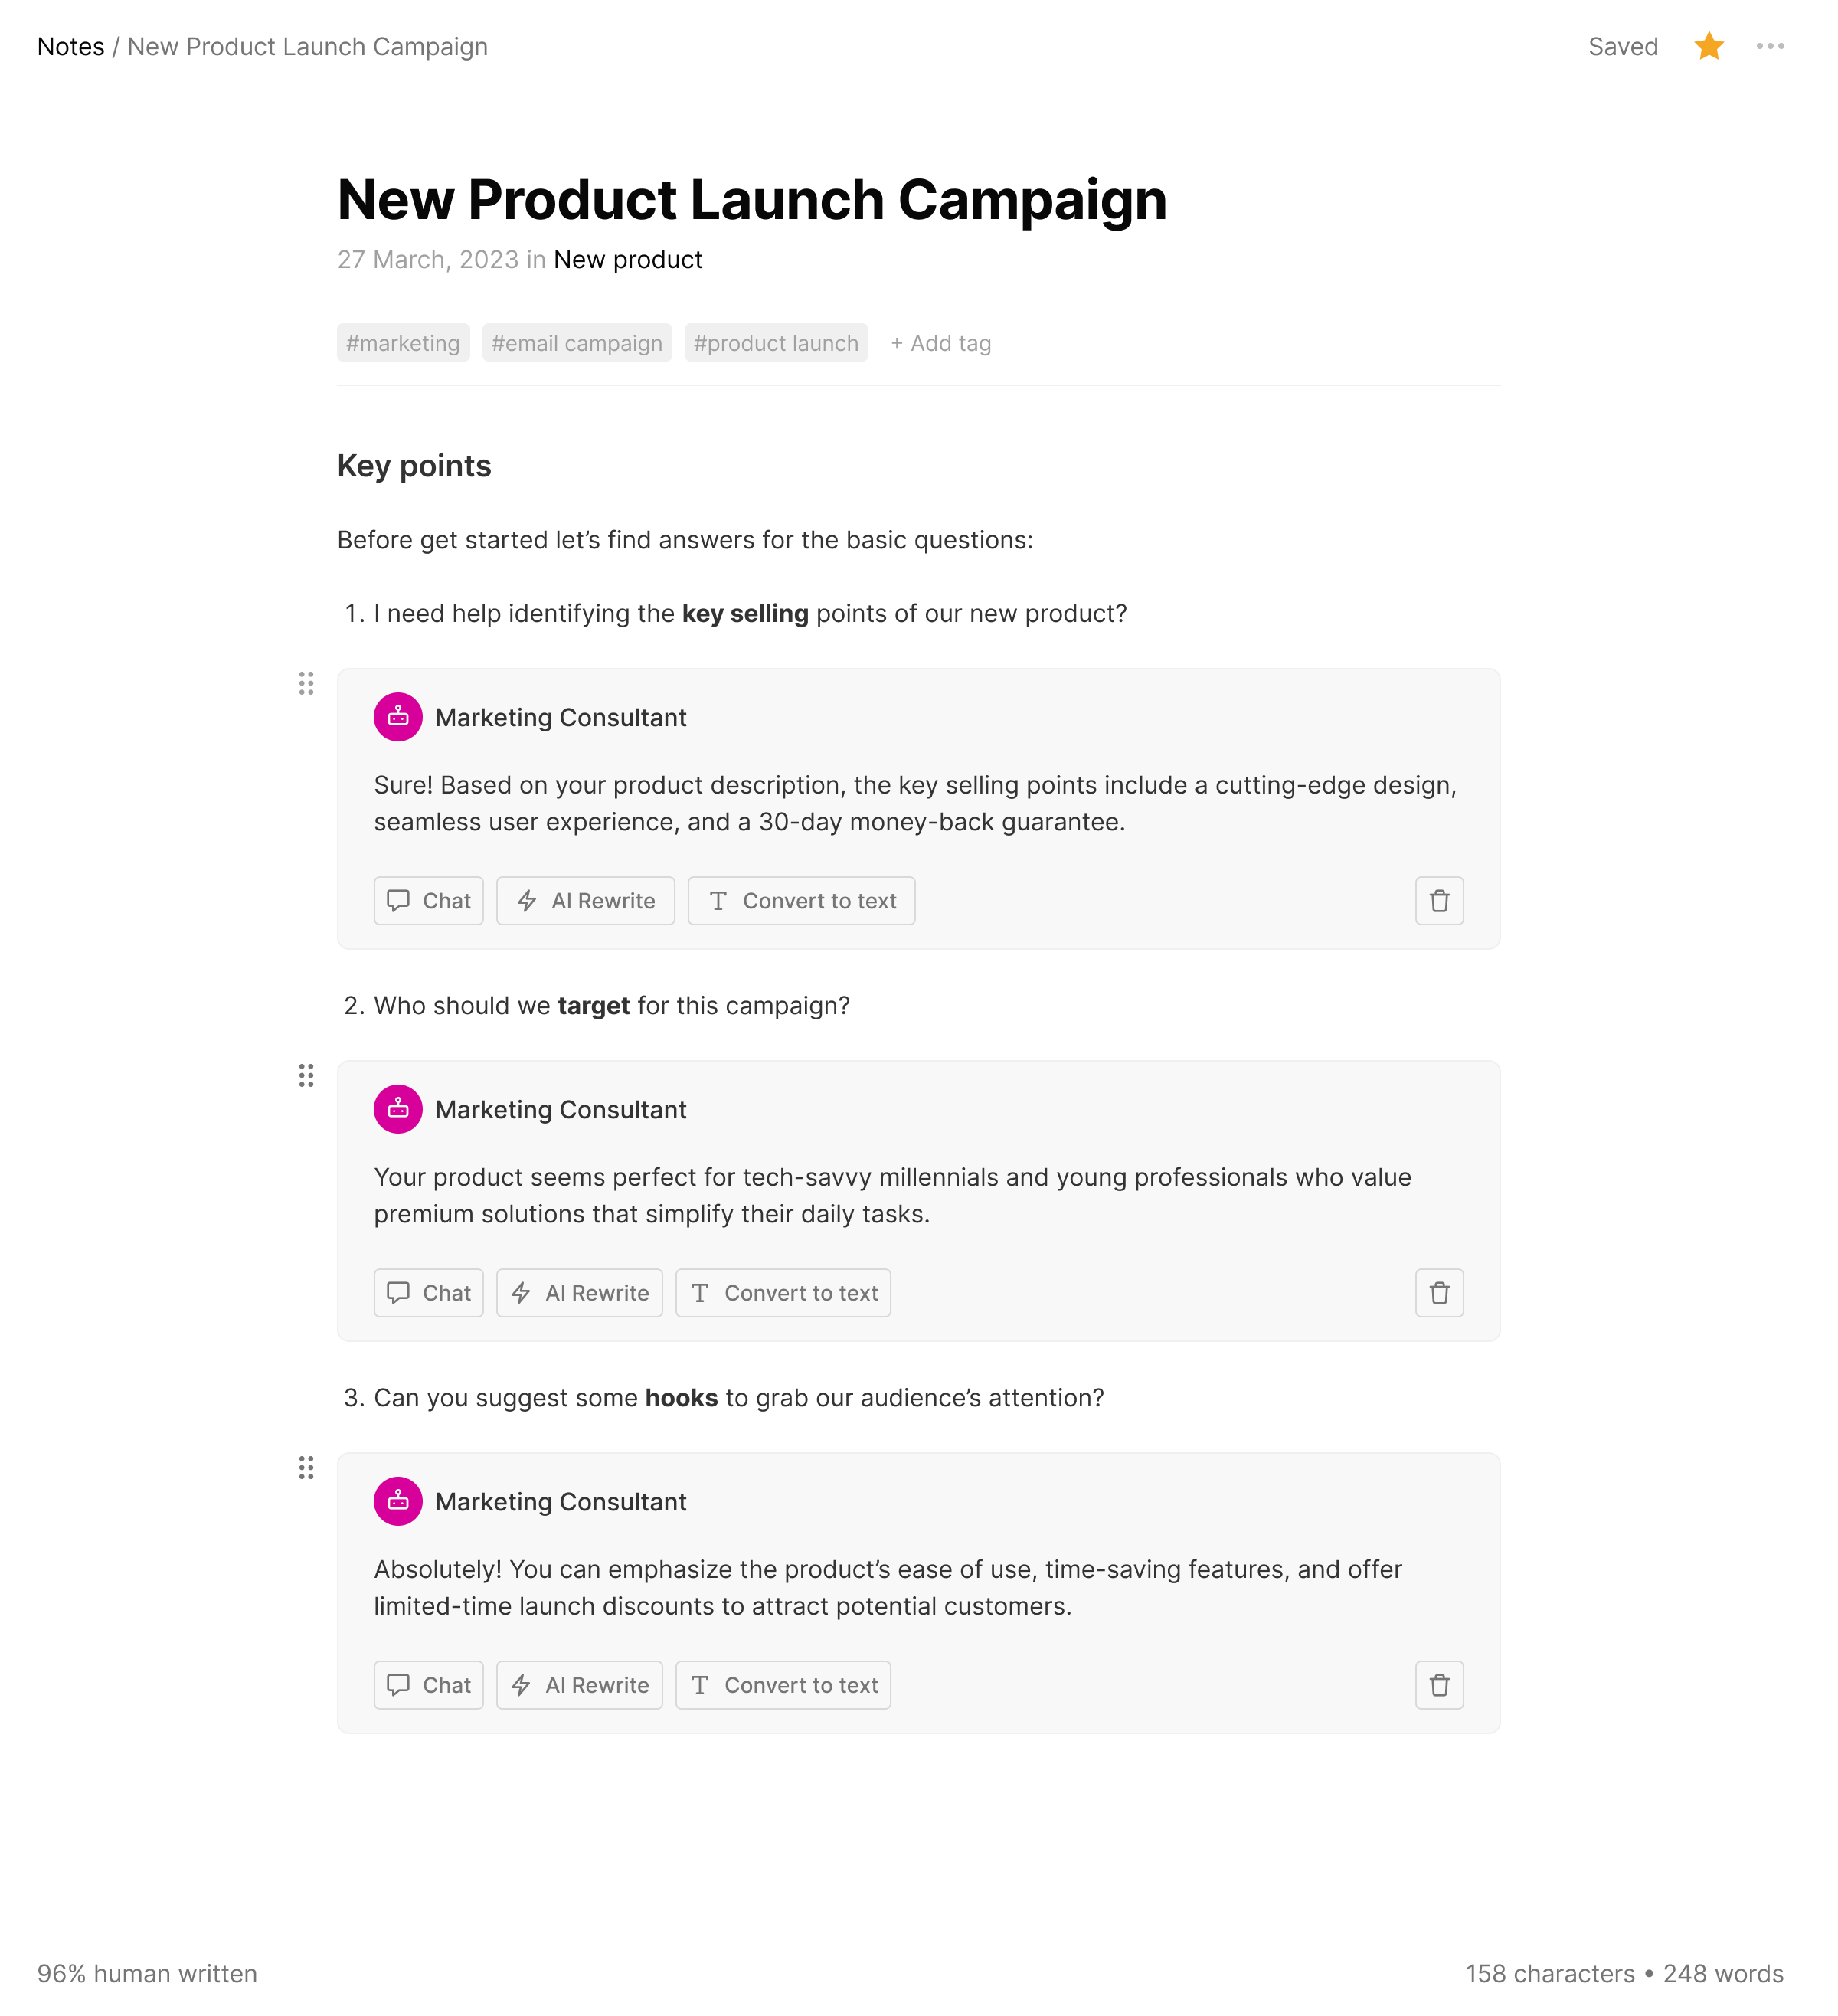 Notes / New Product Launch Campaign
Saved
New Product Launch Campaign
27 March, 2023 in New product
#marketing #email campaign #product launch + Add tag
Key points
Before get started let’s find answers for the basic questions:
1. I need help identifying the key selling points of our new product?
Marketing Consultant
Sure! Based on your product description, the key selling points include a cutting-edge design,
seamless user experience, and a 30-day money-back guarantee.
Chat AI Rewrite Convert to text
2. Who should we target for this campaign?
Marketing Consultant
Your product seems perfect for tech-savvy millennials and young professionals who value
premium solutions that simplify their daily tasks.
Chat AI Rewrite Convert to text
3. Can you suggest some hooks to grab our audience’s attention?
Marketing Consultant
Absolutely! You can emphasize the product’s ease of use, time-saving features, and offer
limited-time launch discounts to attract potential customers.
Chat AI Rewrite Convert to text
96% human written
158 characters • 248 words